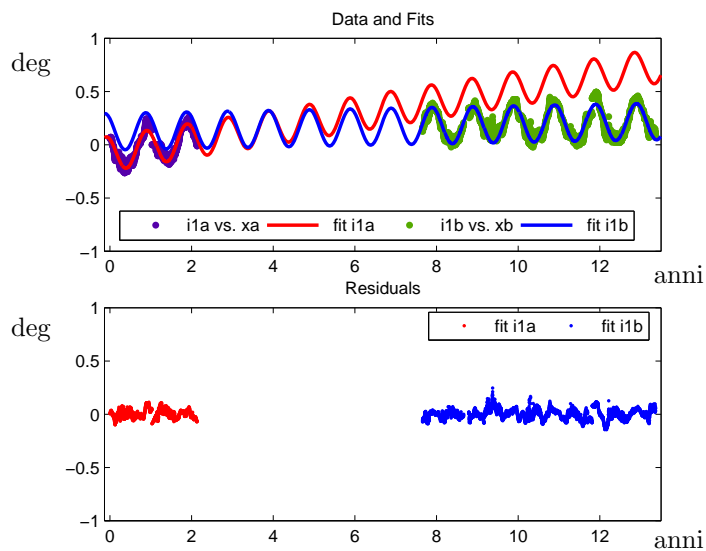 Data and Fits
deg
1
0.5
0
−0.5
−1
i1a vs. xa fit i1a i1b vs. xb fit i1b
0 2 4 6 8 10 12
anni
Residuals
deg
1
0.5
0
−0.5
−1
fit i1a fit i1b
0 2 4 6 8 10 12
anni